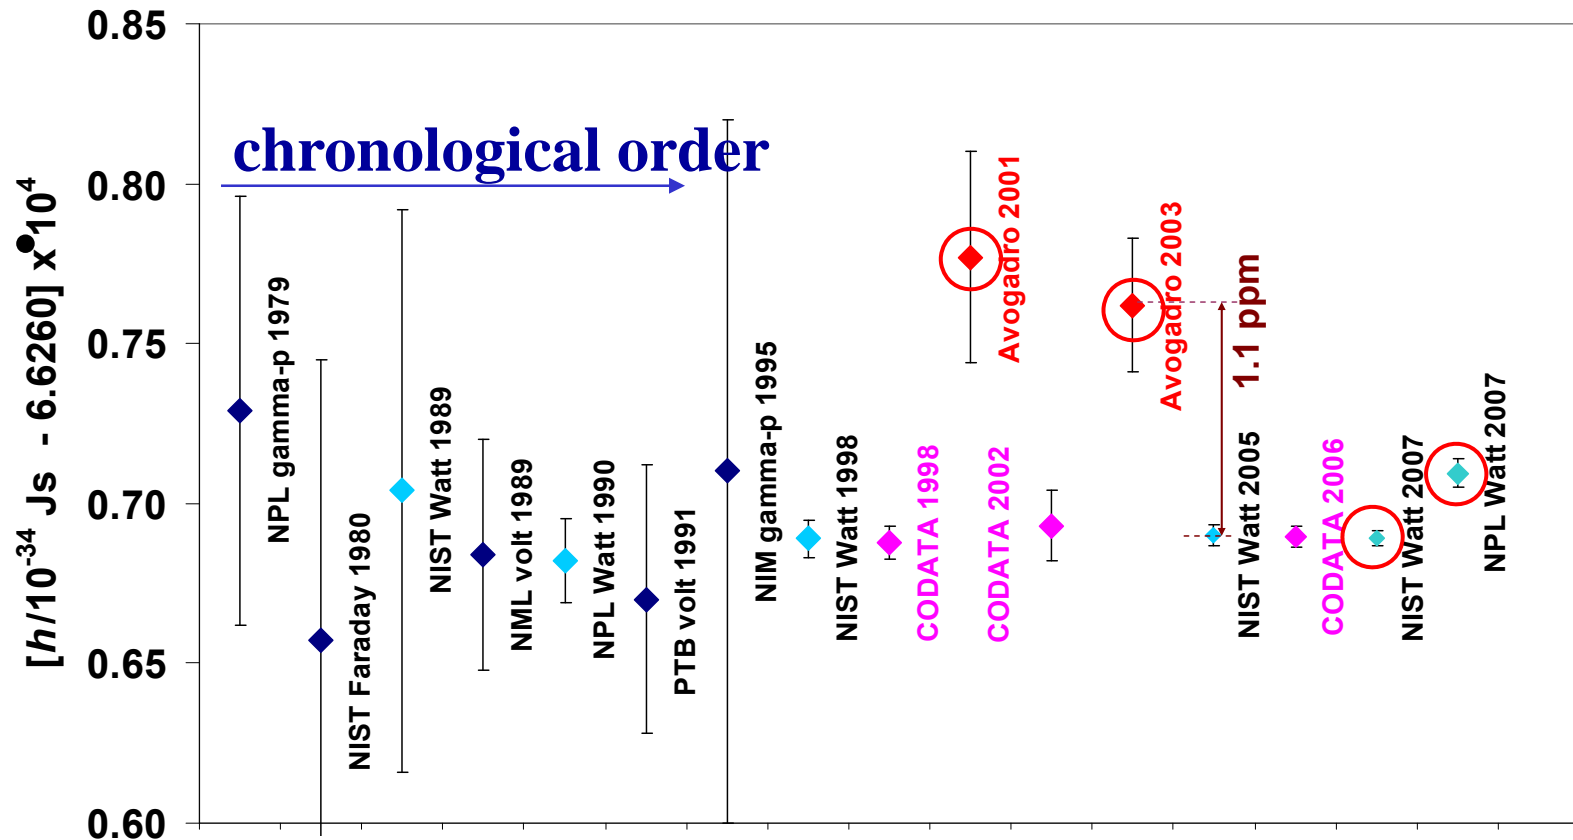 0.85
0.80
0.75
0.70
0.65
0.60
[h/10-34 Js - 6.6260] x 104
chronological order
NPL gamma-p 1979
NIST Faraday 1980
NIST Watt 1989
NML volt 1989
NPL Watt 1990
PTB volt 1991
NIM gamma-p 1995
NIST Watt 1998
CODATA 1998
Avogadro 2001
CODATA 2002
Avogadro 2003
1.1 ppm
NIST Watt 2005
CODATA 2006
NIST Watt 2007
NPL Watt 2007